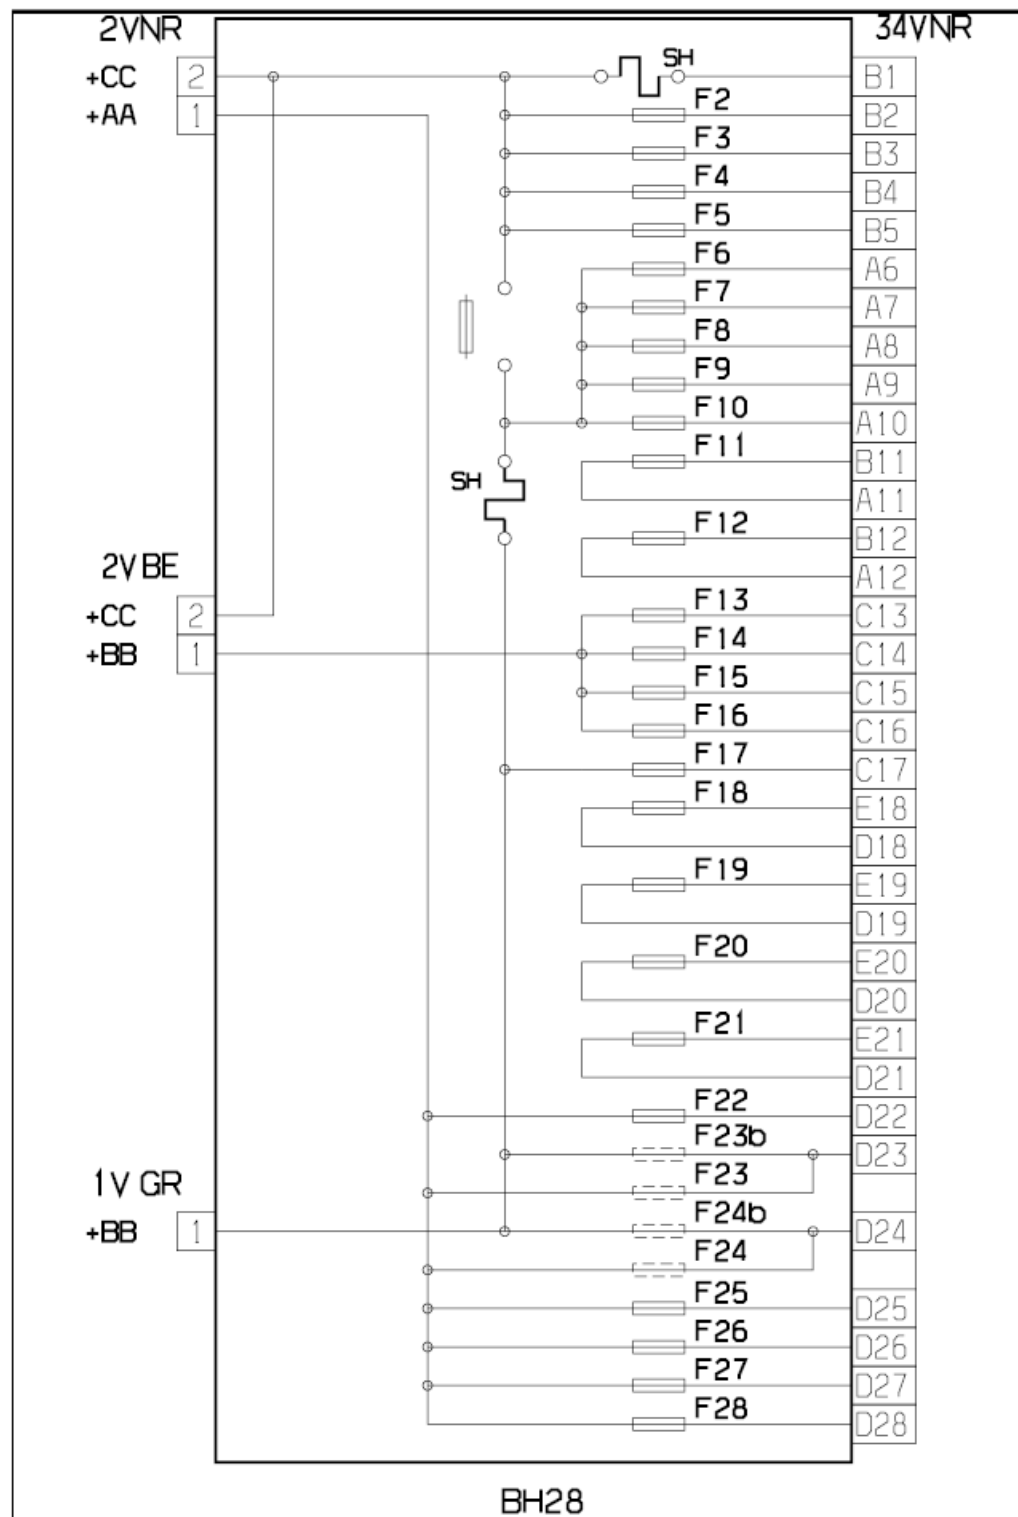 2VNR
34VNR
+CC 2
SH
B1
+AA 1
F2
B2
F3
B3
F4
B4
F5
B5
F6
A6
F7
A7
F8
A8
F9
A9
F10
A10
F11
B11
SH
A11
F12
B12
2V BE
A12
+CC 2
F13
C13
+BB 1
F14
C14
F15
C15
F16
C16
F17
C17
F18
E18
D18
F19
E19
D19
F20
E20
D20
F21
E21
D21
F22
D22
F23b
D23
1V GR
F23
+BB 1
F24b
D24
F24
F25
D25
F26
D26
F27
D27
F28
D28
BH28